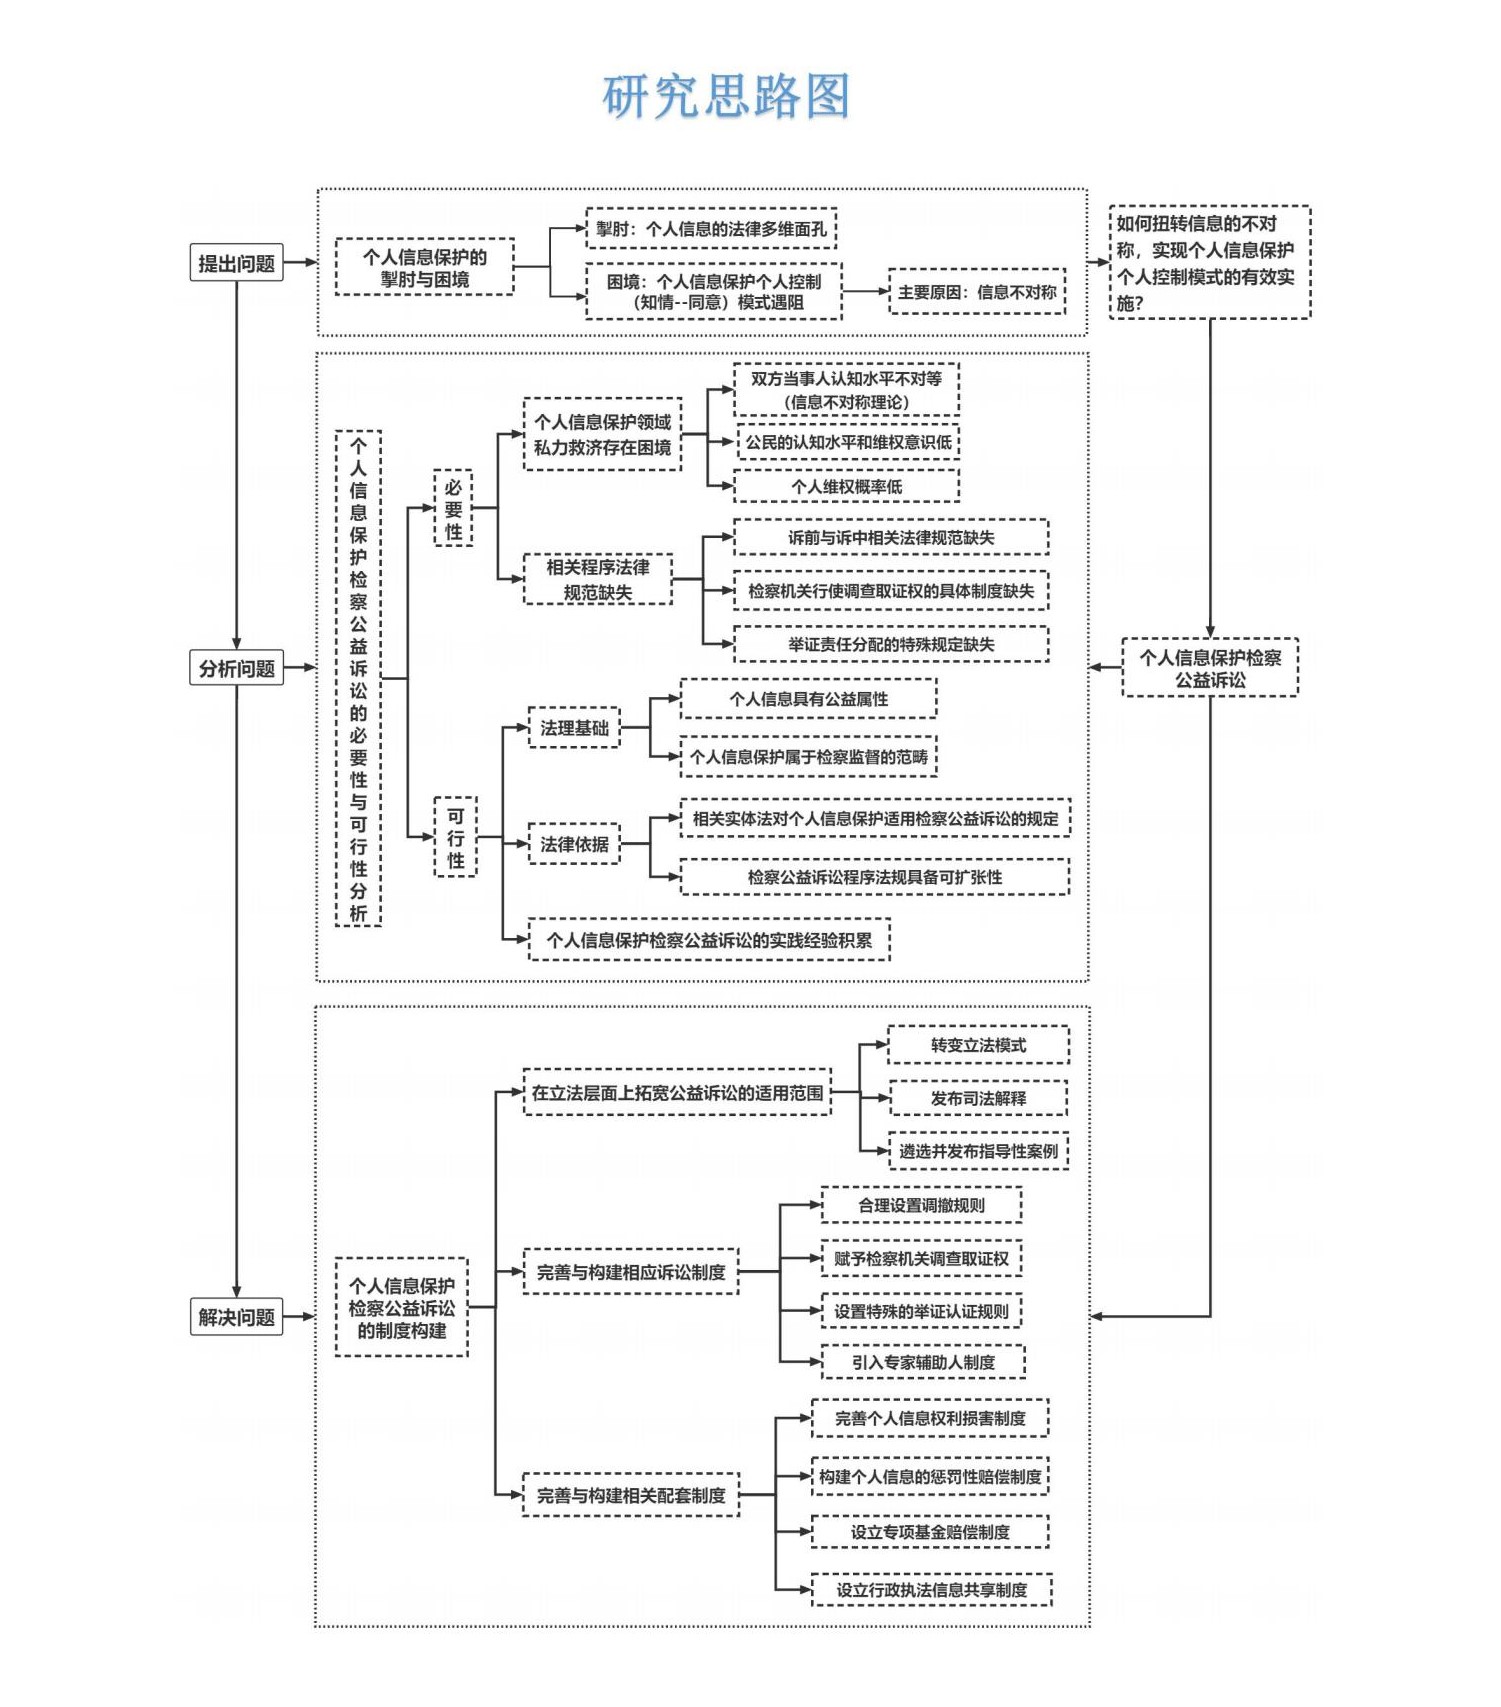 研究思路图
提出问题
个人信息保护的
掣肘与困境
掣肘：个人信息的法律多维面孔
困境：个人信息保护个人控制
（知情--同意）模式遇阻
主要原因：信息不对称
如何扭转信息的不对
称，实现个人信息保护
个人控制模式的有效实
施？
分析问题
个人信息保护检察公益诉讼的必要性与可行性分析
必要性
个人信息保护领域
私力救济存在困境
双方当事人认知水平不对等
（信息不对称理论）
公民的认知水平和维权意识低
个人维权概率低
相关程序法律
规范缺失
诉前与诉中相关法律规范缺失
检察机关行使调查取证权的具体制度缺失
举证责任分配的特殊规定缺失
可行性
法理基础
个人信息具有公益属性
个人信息保护属于检察监督的范畴
法律依据
相关实体法对个人信息保护适用检察公益诉讼的规定
检察公益诉讼程序法规具备可扩张性
个人信息保护检察公益诉讼的实践经验积累
个人信息保护检察
公益诉讼
解决问题
个人信息保护
检察公益诉讼
的制度构建
在立法层面上拓宽公益诉讼的适用范围
转变立法模式
发布司法解释
遴选并发布指导性案例
完善与构建相应诉讼制度
合理设置调撤规则
赋予检察机关调查取证权
设置特殊的举证认证规则
引入专家辅助人制度
完善与构建相关配套制度
完善个人信息权利损害制度
构建个人信息的惩罚性赔偿制度
设立专项基金赔偿制度
设立行政执法信息共享制度